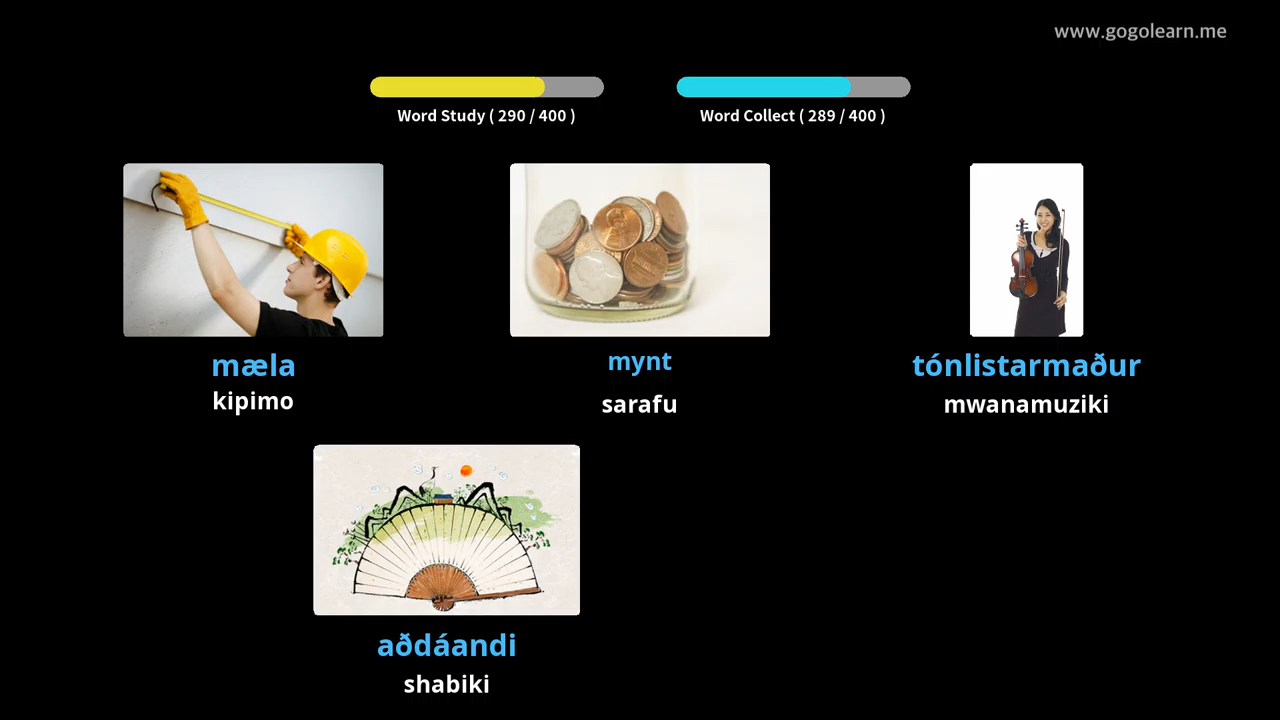 www.gogolearn.me
Word Study ( 290 / 400 )
Word Collect ( 289 / 400 )
mæla
kipimo
mynt
sarafu
tónlistarmaður
mwanamuziki
aðdáandi
shabiki